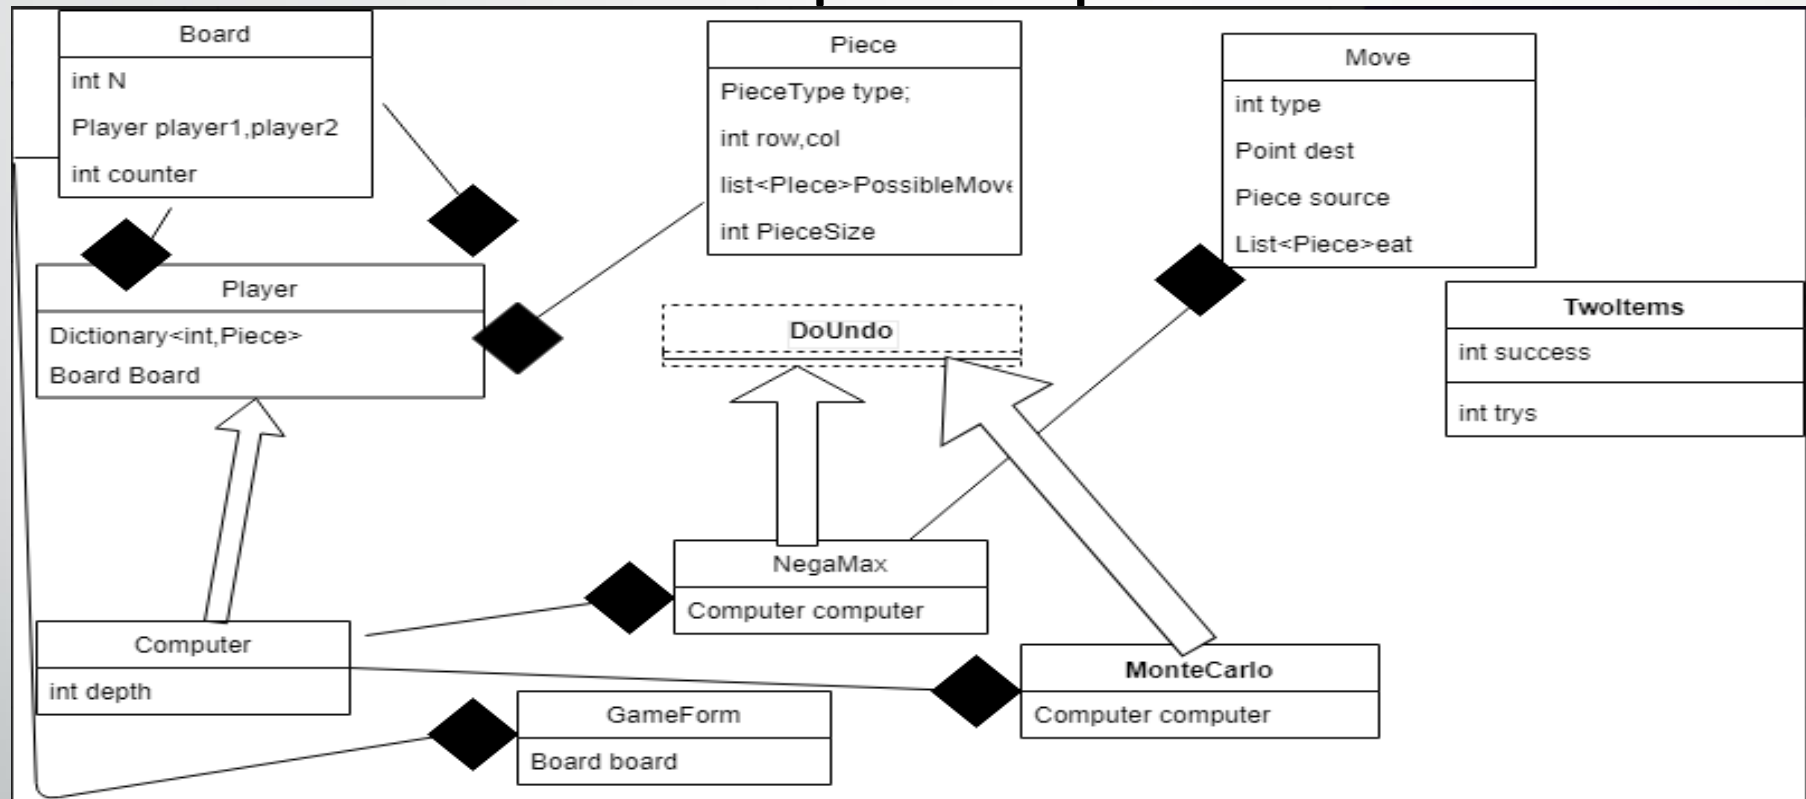 Board
int N
Player player1,player2
int counter
Piece
PieceType type;
int row,col
list<PIece>PossibleMove
int PieceSize
Move
int type
Point dest
Piece source
List<Piece>eat
Player
Dictionary<int,Piece>
Board Board
DoUndo
TwoItems
int success
int trys
NegaMax
Computer computer
Computer
int depth
MonteCarlo
Computer computer
GameForm
Board board